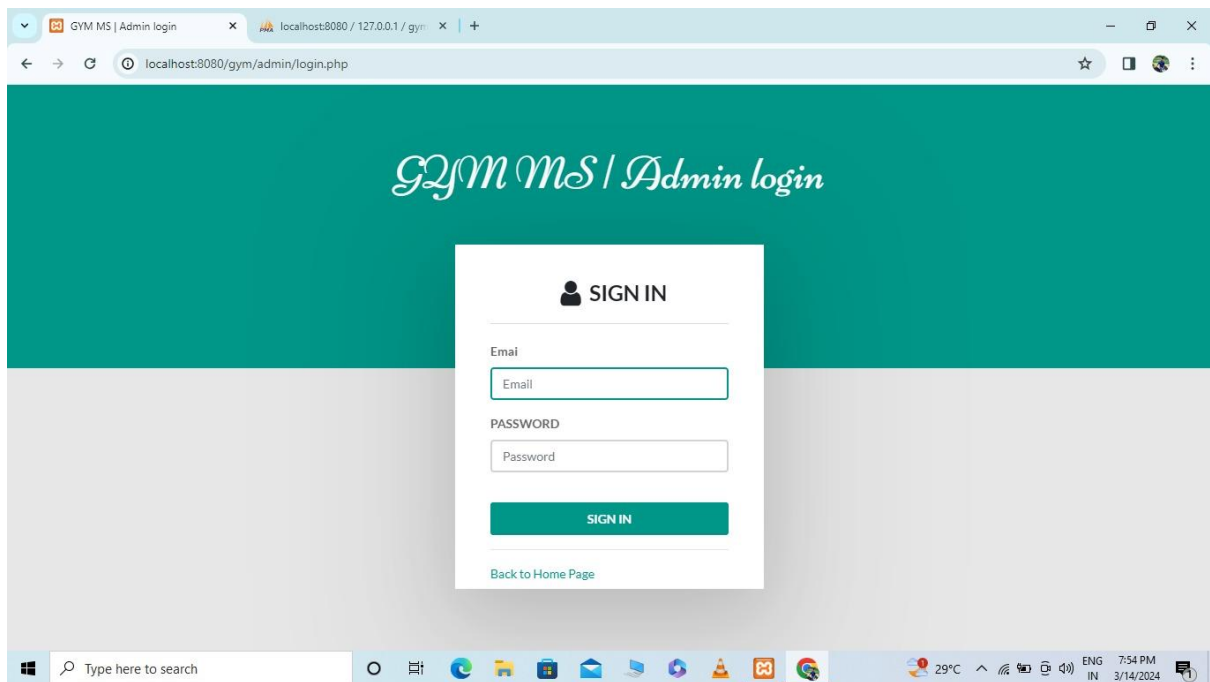 GYM MS | Admin login
localhost:8080 / 127.0.0.1 / gym
localhost:8080/gym/admin/login.php
GYM MS | Admin login
SIGN IN
Emai
Email
PASSWORD
Password
SIGN IN
Back to Home Page
Type here to search
29°C
ENG
IN
7:54 PM
3/14/2024